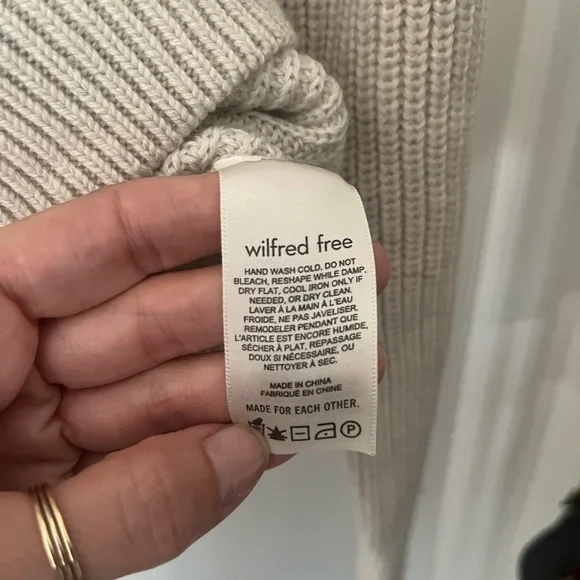 wilfred free
HAND WASH COLD, DO NOT
BLEACH, RESHAPE WHILE DAMP.
DRY FLAT, COOL IRON ONLY IF
NEEDED, OR DRY CLEAN.
LAVER À LA MAIN À L'EAU
FROIDE, NE PAS JAVELISER,
REMODELER PENDANT QUE
L'ARTICLE EST ENCORE HUMIDE,
SÉCHER À PLAT, REPASSAGE
DOUX SI NÉCESSAIRE, OU
NETTOYER À SEC.
MADE IN CHINA
FABRIQUÉ EN CHINE
MADE FOR EACH OTHER.
P